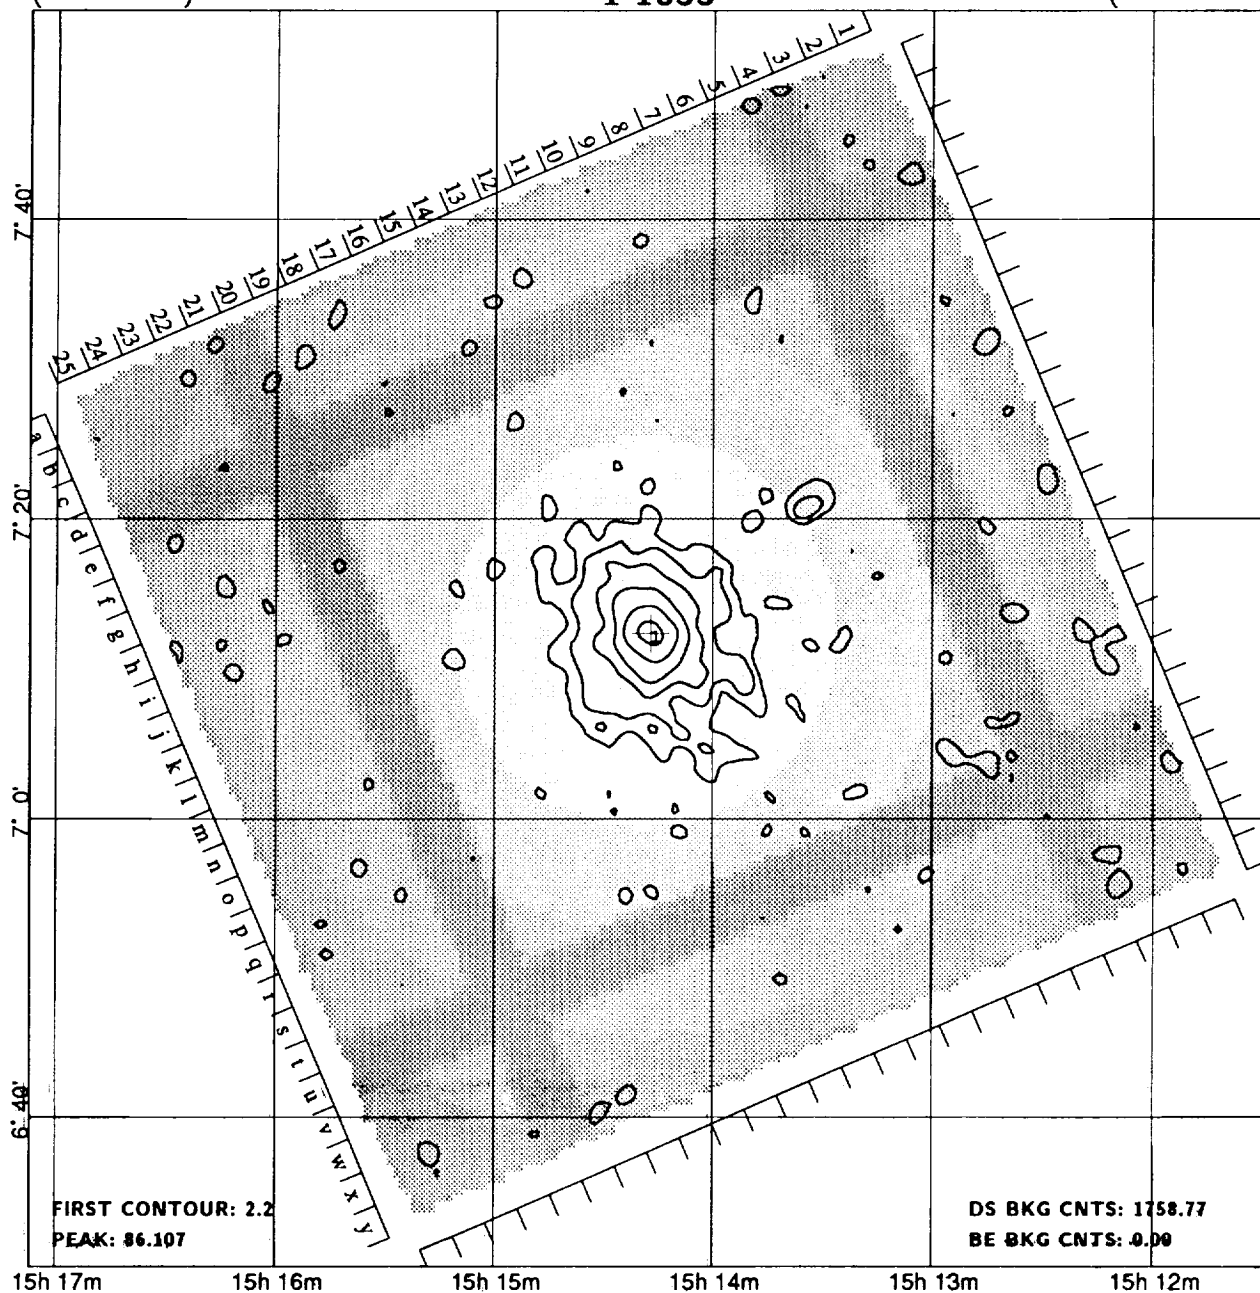 1 2 3 4 5 6 7 8 9 10 11 12 13 14 15 16 17 18 19 20 21 22 23 24 25
7° 40'
7° 20'
7° 0'
6° 40'
a b c d e f g h i j k l m n o p q r s t u v w x y
FIRST CONTOUR: 2.2
PEAK: 86.107
DS BKG CNTS: 1758.77
BE BKG CNTS: 0.00
15h 17m 15h 16m 15h 15m 15h 14m 15h 13m 15h 12m